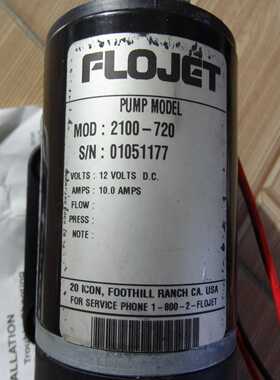 FLOJET
PUMP MODEL
MOD : 2100-720
S/N : 01051177
VOLTS : 12 VOLTS D.C.
AMPS : 10.0 AMPS
FLOW :
PRESS :
NOTE :
20 ICON, FOOTHILL RANCH CA. USA
FOR SERVICE PHONE 1-800-2-FLOJET
ALLATION